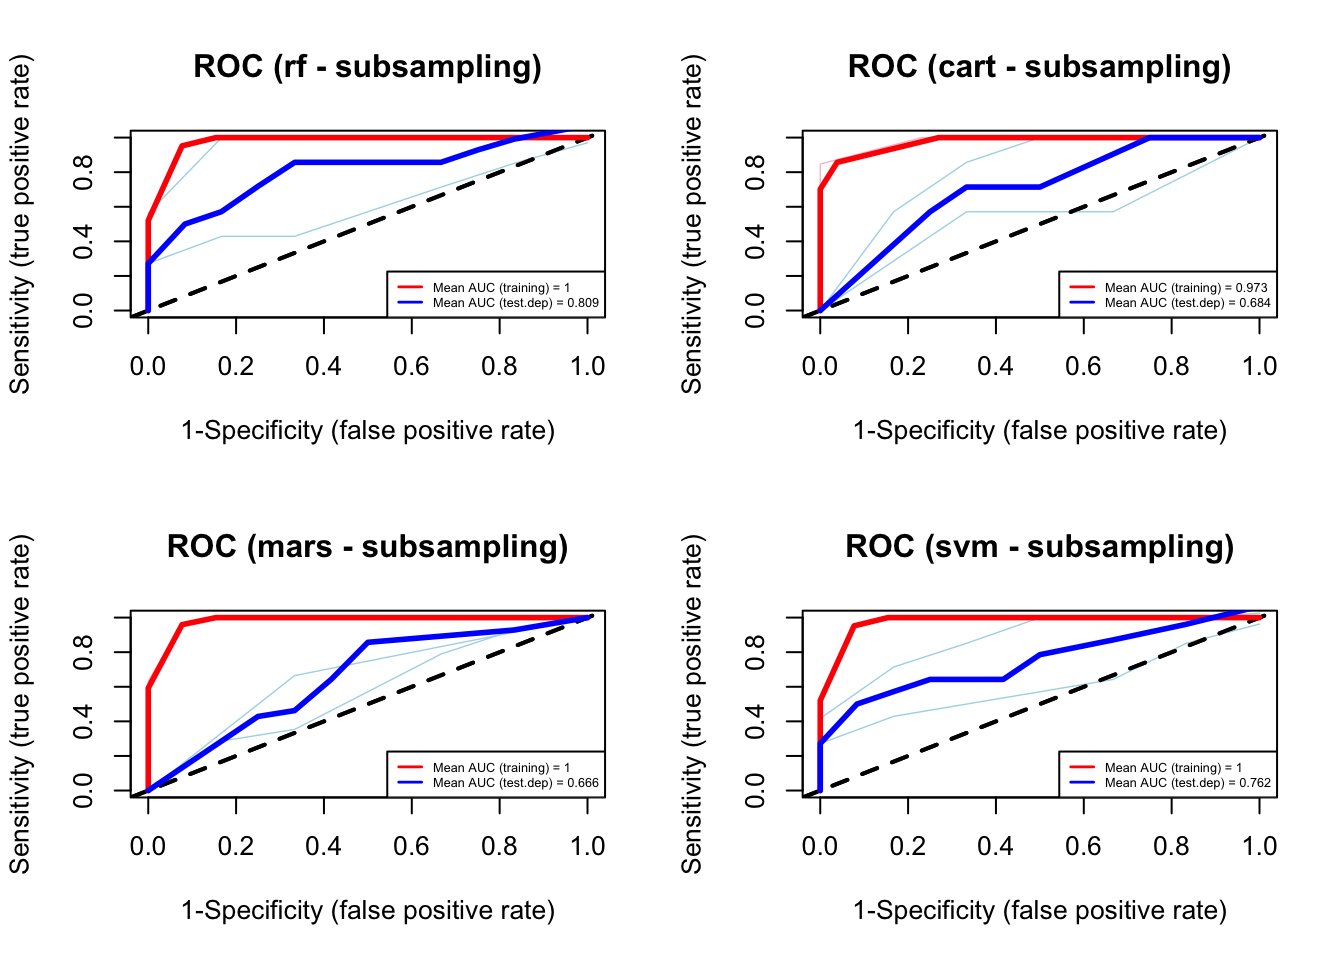 ROC (rf - subsampling)
Sensitivity (true positive rate)
0.8
0.4
0.0
Mean AUC (training) = 1
Mean AUC (test.dep) = 0.809
0.0 0.2 0.4 0.6 0.8 1.0
1-Specificity (false positive rate)
ROC (cart - subsampling)
Sensitivity (true positive rate)
0.8
0.4
0.0
Mean AUC (training) = 0.973
Mean AUC (test.dep) = 0.684
0.0 0.2 0.4 0.6 0.8 1.0
1-Specificity (false positive rate)
ROC (mars - subsampling)
Sensitivity (true positive rate)
0.8
0.4
0.0
Mean AUC (training) = 1
Mean AUC (test.dep) = 0.666
0.0 0.2 0.4 0.6 0.8 1.0
1-Specificity (false positive rate)
ROC (svm - subsampling)
Sensitivity (true positive rate)
0.8
0.4
0.0
Mean AUC (training) = 1
Mean AUC (test.dep) = 0.762
0.0 0.2 0.4 0.6 0.8 1.0
1-Specificity (false positive rate)